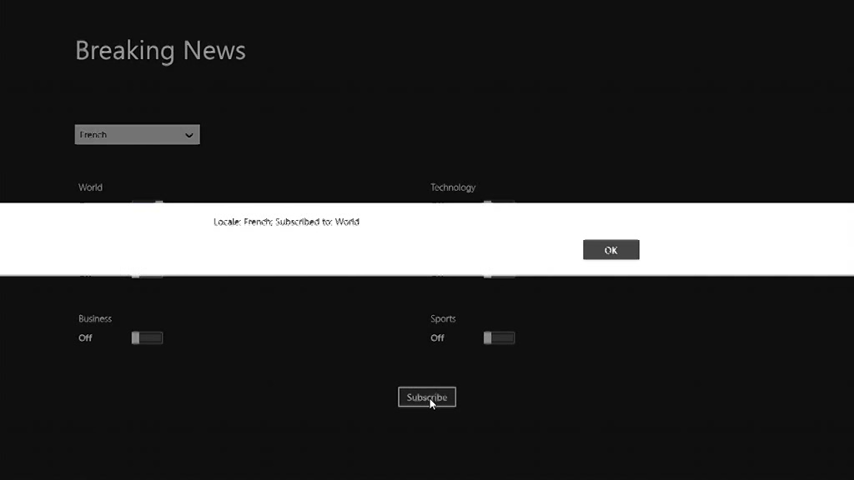 Breaking News
French
World
Technology
Locale: French; Subscribed to: World
OK
Business
Sports
Off
Off
Subscribe